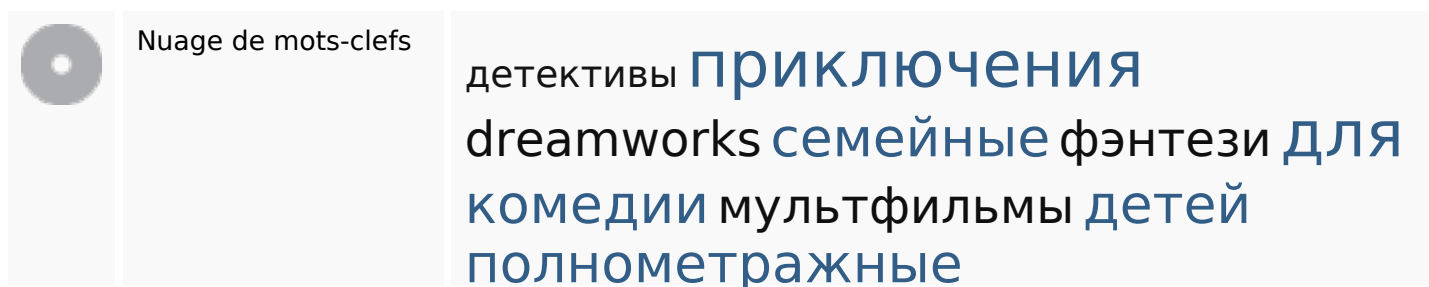 Nuage de mots-clefs
детективы приключения
dreamworks семейные фэнтези для
комедии мультфильмы детей
полнометражные